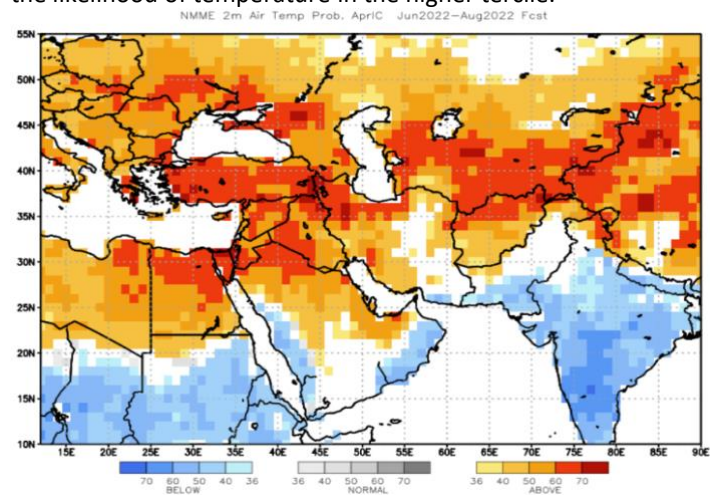 the likelihood of temperature in the higher tercile.
NMME 2m Air Temp Prob. AprIC Jun2022–Aug2022 Fcst
55N
50N
45N
40N
35N
30N
25N
20N
15N
10N
15E 20E 25E 30E 35E 40E 45E 50E 55E 60E 65E 70E 75E 80E 85E 90E
70 60 50 40 36 36 40 50 60 70 36 40 50 60 70
BELOW NORMAL ABOVE